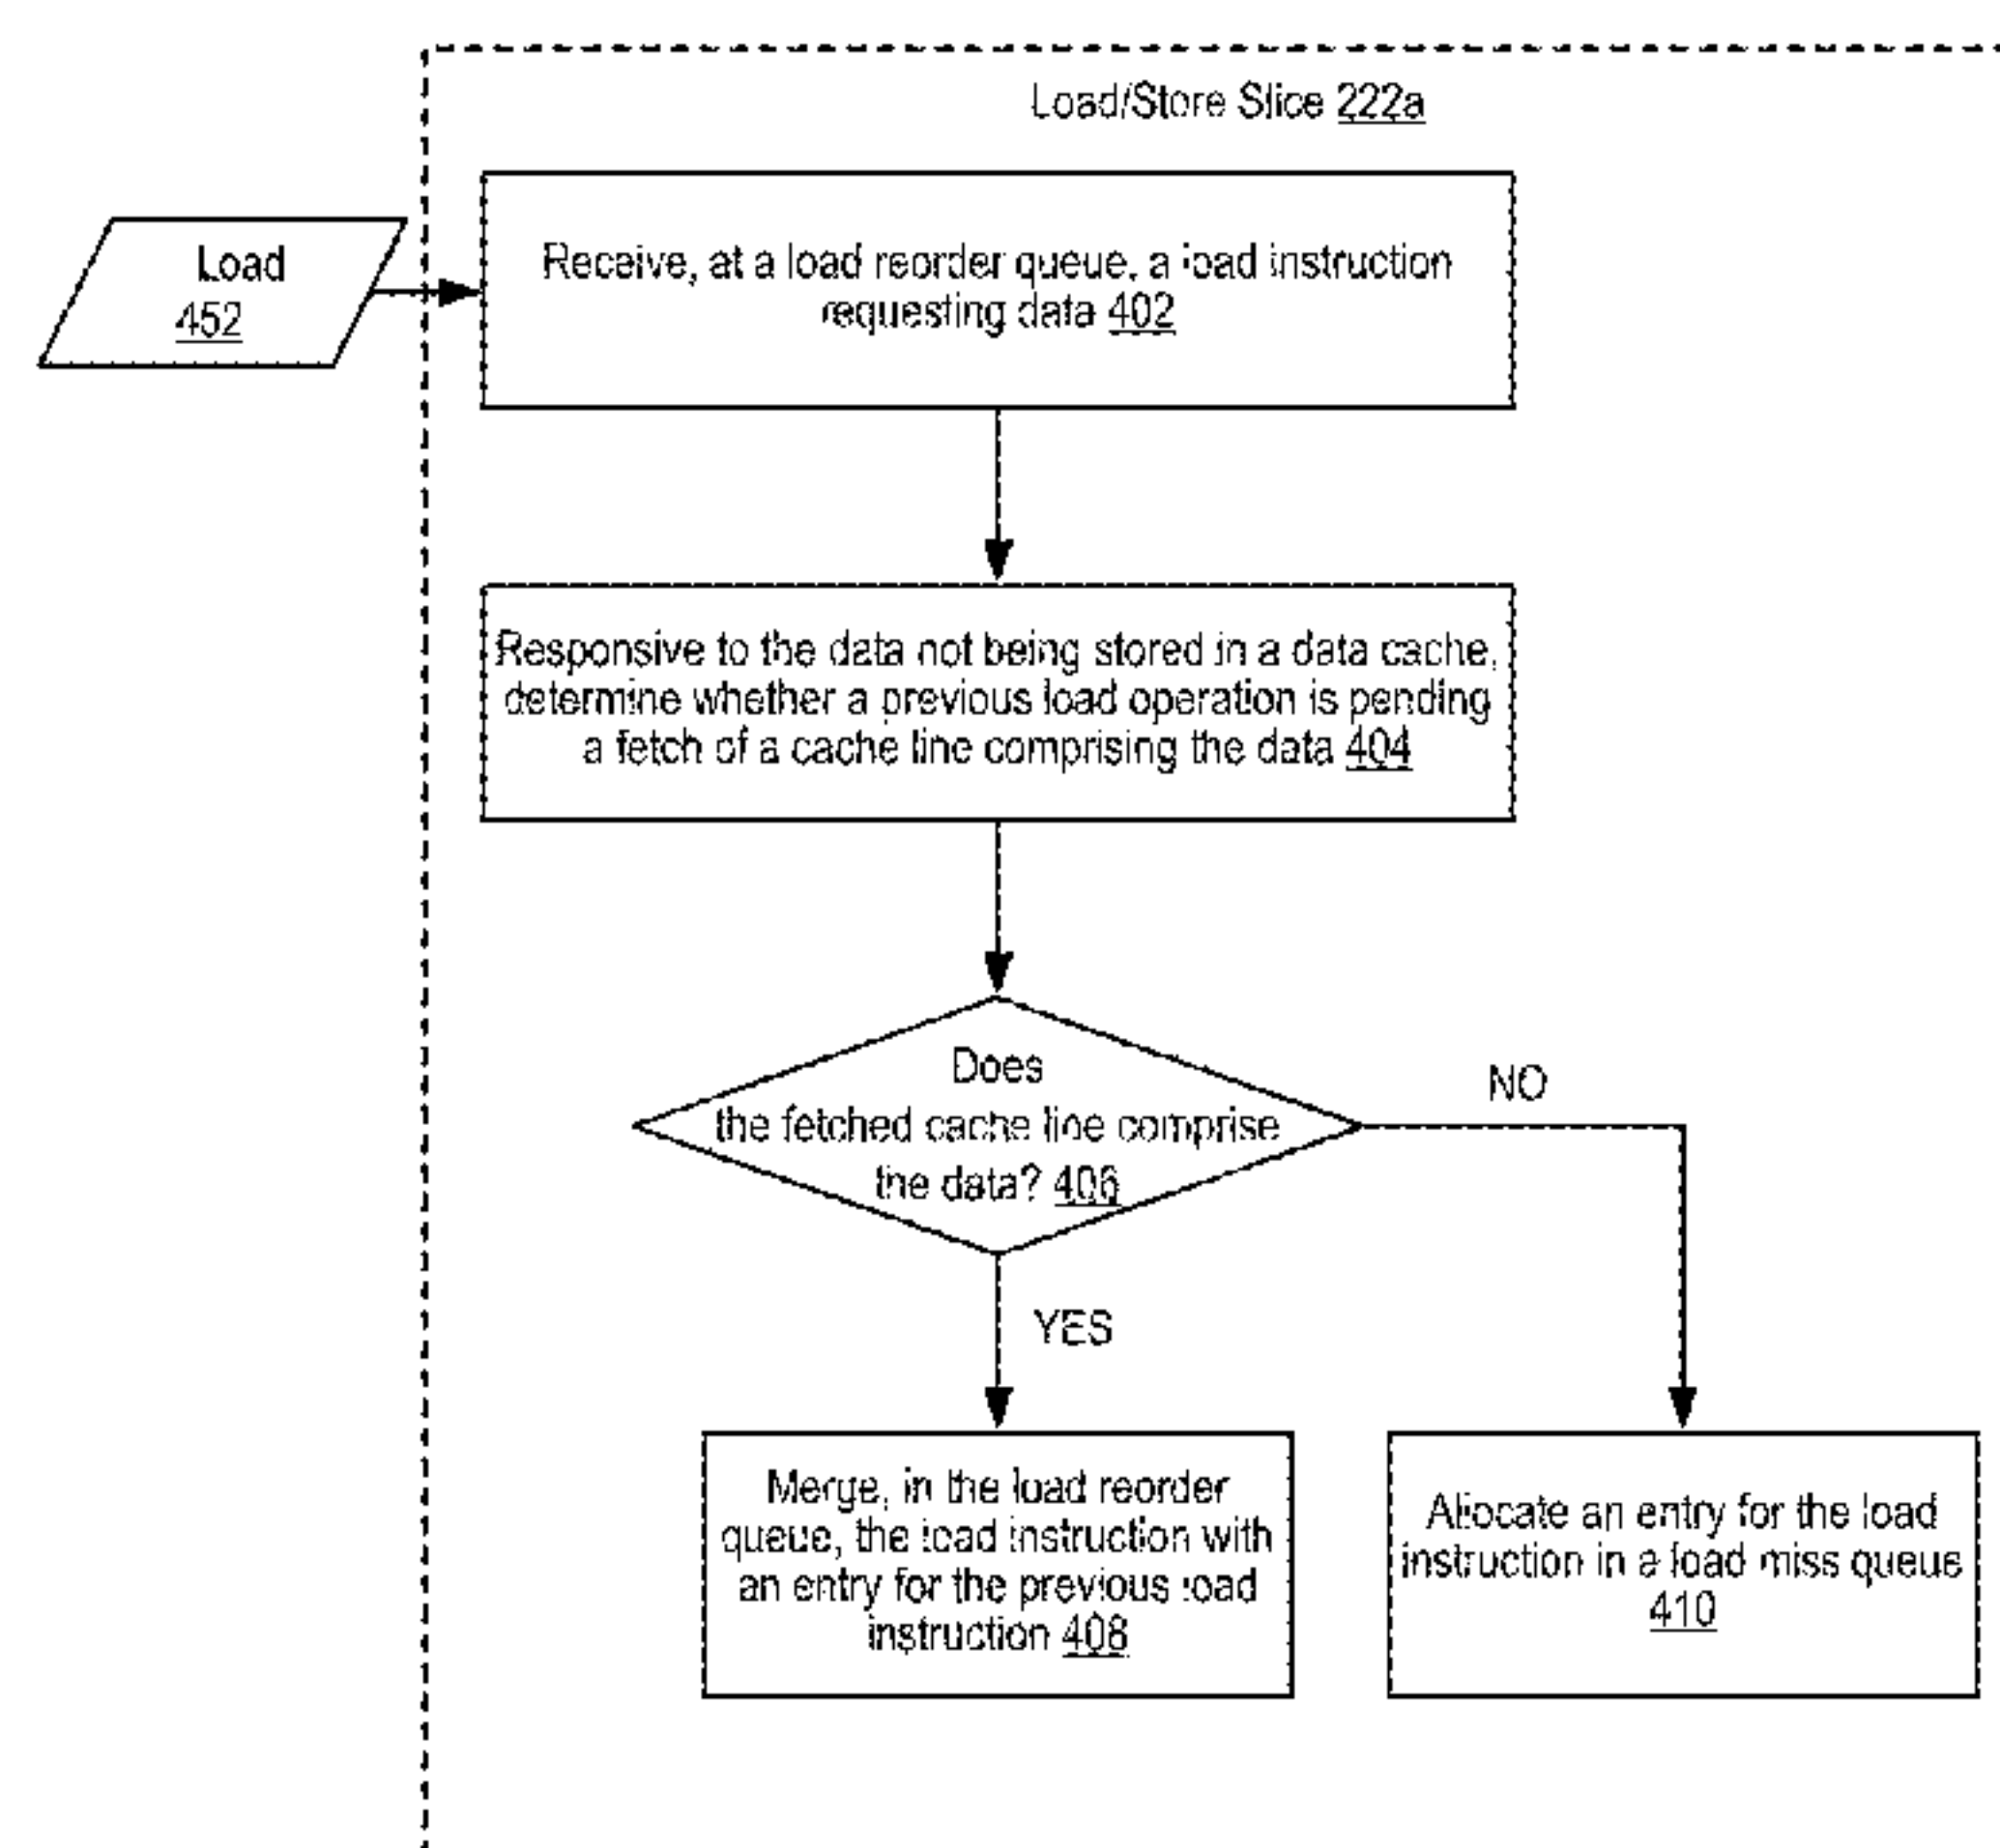 Load/Store Slice 222a
Load
452
Receive, at a load reorder queue, a load instruction
requesting data 402
Responsive to the data not being stored in a data cache,
determine whether a previous load operation is pending
a fetch of a cache line comprising the data 404
Does
the fetched cache line comprise
the data? 406
NO
YES
Merge, in the load reorder
queue, the load instruction with
an entry for the previous load
instruction 408
Allocate an entry for the load
instruction in a load miss queue
410